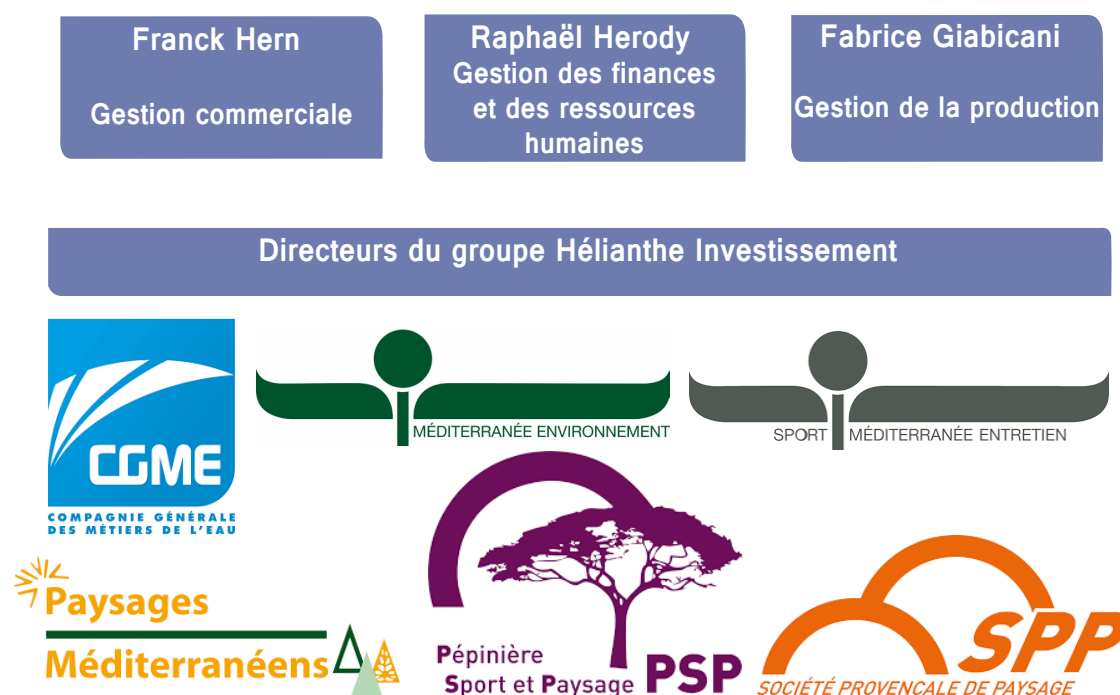 Franck Hern
Gestion commerciale
Raphaël Herody
Gestion des finances
et des ressources
humaines
Fabrice Giabicani
Gestion de la production
Directeurs du groupe Hélianthe Investissement
CGME
COMPAGNIE GÉNÉRALE
DES MÉTIERS DE L'EAU
MÉDITERRANÉE ENVIRONNEMENT
SPORT MÉDITERRANÉE ENTRETIEN
Paysages
Méditerranéens
Pépinière
Sport et Paysage PSP
SPP
SOCIÉTÉ PROVENCALE DE PAYSAGE